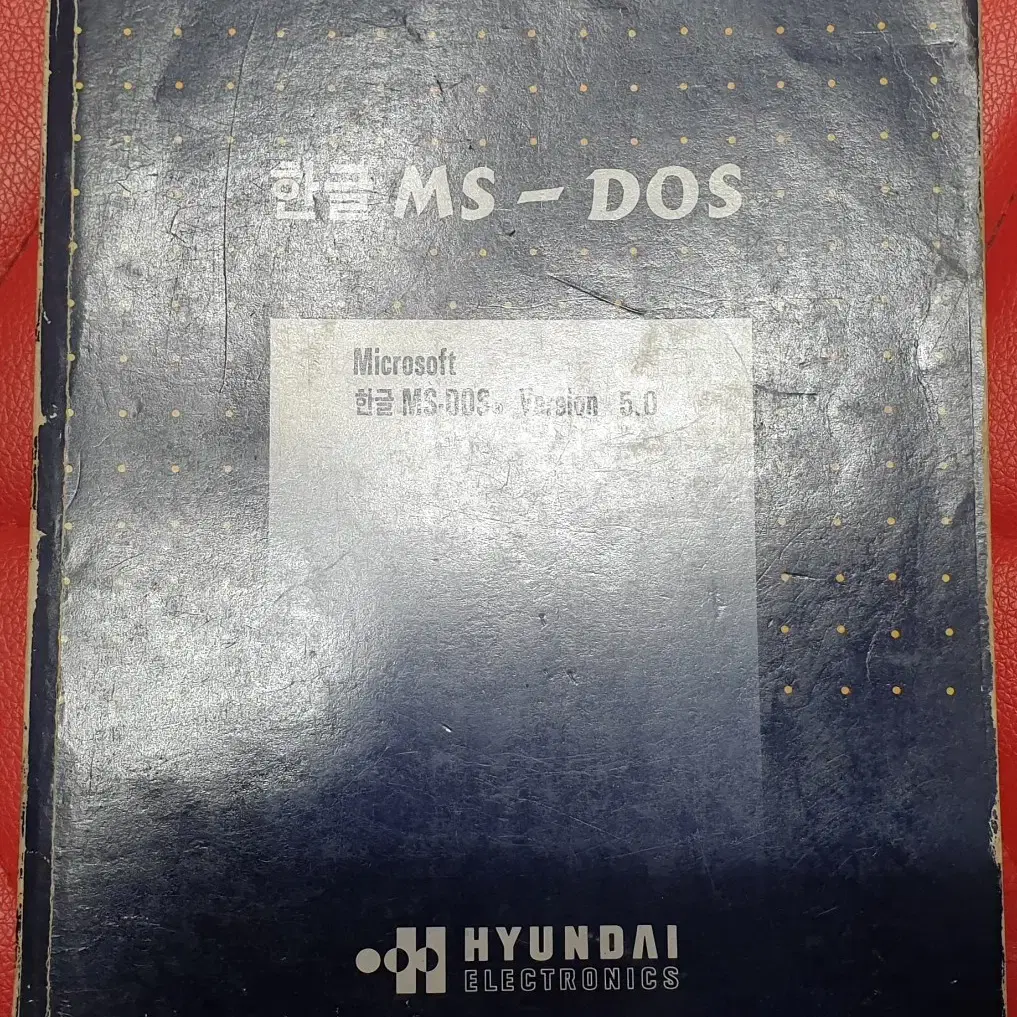 한글 MS - DOS
Microsoft
한글 MS-DOS® Version 5.0
HYUNDAI
ELECTRONICS